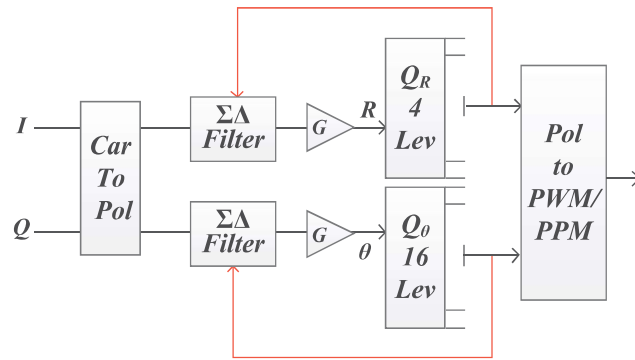 I
Q
Car
To
Pol
ΣΔ
Filter
G
R
Q_R
4
Lev
ΣΔ
Filter
G
θ
Q_θ
16
Lev
Pol
to
PWM/
PPM